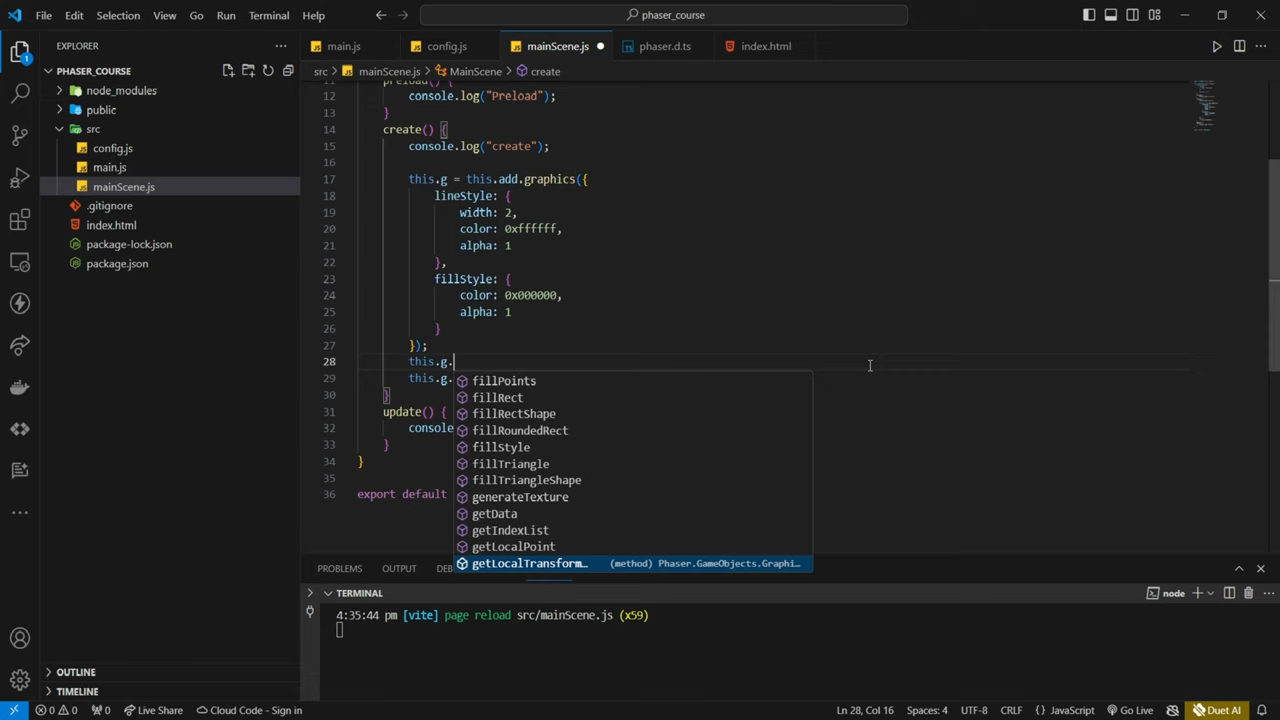 File Edit Selection View Go Run Terminal Help
phaser_course
EXPLORER
main.js config.js mainScene.js phaser.d.ts index.html
PHASER_COURSE
src > mainScene.js > MainScene > create
node_modules
public
src
config.js
main.js
mainScene.js
.gitignore
index.html
package-lock.json
package.json
preload() {
12 console.log("Preload");
13 }
14 create() {
15 console.log("create");
16
17 this.g = this.add.graphics({
18 lineStyle: {
19 width: 2,
20 color: 0xffffff,
21 alpha: 1
22 },
23 fillStyle: {
24 color: 0x000000,
25 alpha: 1
26 }
27 });
28 this.g.
29 this.g.
30 }
31 update() {
32 console
33 }
34 }
35
36 export default
fillPoints
fillRect
fillRectShape
fillRoundedRect
fillStyle
fillTriangle
fillTriangleShape
generateTexture
getData
getIndexList
getLocalPoint
getLocalTransform… (method) Phaser.GameObjects.Graphi…
PROBLEMS OUTPUT DEB
TERMINAL
node
4:35:44 pm [vite] page reload src/mainScene.js (x59)
OUTLINE
TIMELINE
0 0 0 Live Share Cloud Code - Sign in
Ln 28, Col 16 Spaces: 4 UTF-8 CRLF { } JavaScript Go Live Duet AI